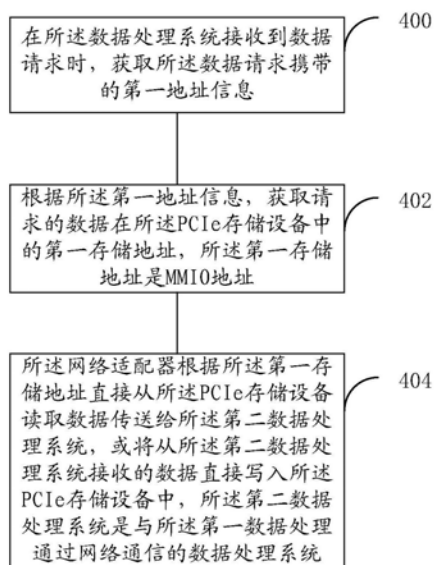 在所述数据处理系统接收到数据
请求时，获取所述数据请求携带
的第一地址信息
400
根据所述第一地址信息，获取请
求的数据在所述PCIe存储设备中
的第一存储地址，所述第一存储
地址是MMIO地址
402
所述网络适配器根据所述第一存
储地址直接从所述PCIe存储设备
读取数据传送给所述第二数据处
理系统，或将从所述第二数据处
理系统接收的数据直接写入所述
PCIe存储设备中，所述第二数据
处理系统是与所述第一数据处理
通过网络通信的数据处理系统
404